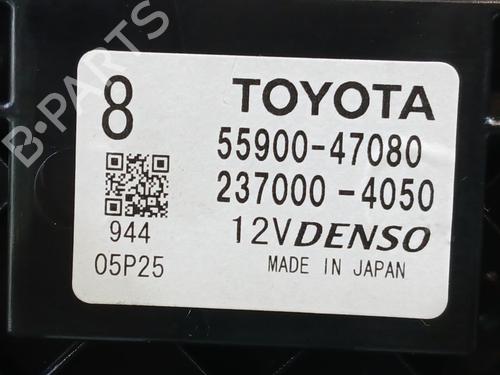 B-PARTS
8
TOYOTA
55900-47080
237000-4050
944
12V DENSO
05P25
MADE IN JAPAN